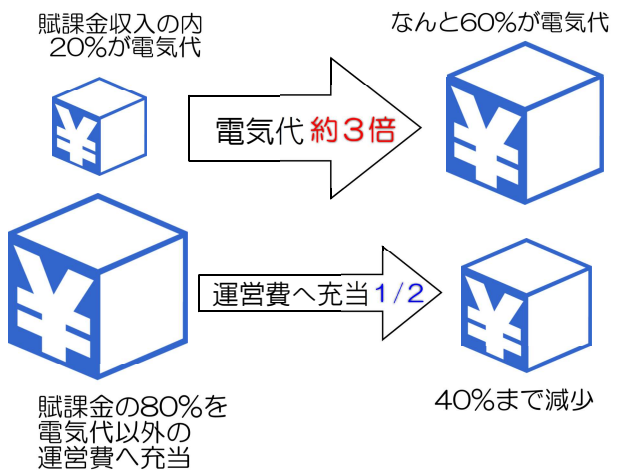 賦課金収入の内
20%が電気代
なんと60%が電気代
¥
電気代 約3倍
¥
¥
運営費へ充当 1/2
¥
賦課金の80%を
電気代以外の
運営費へ充当
40%まで減少